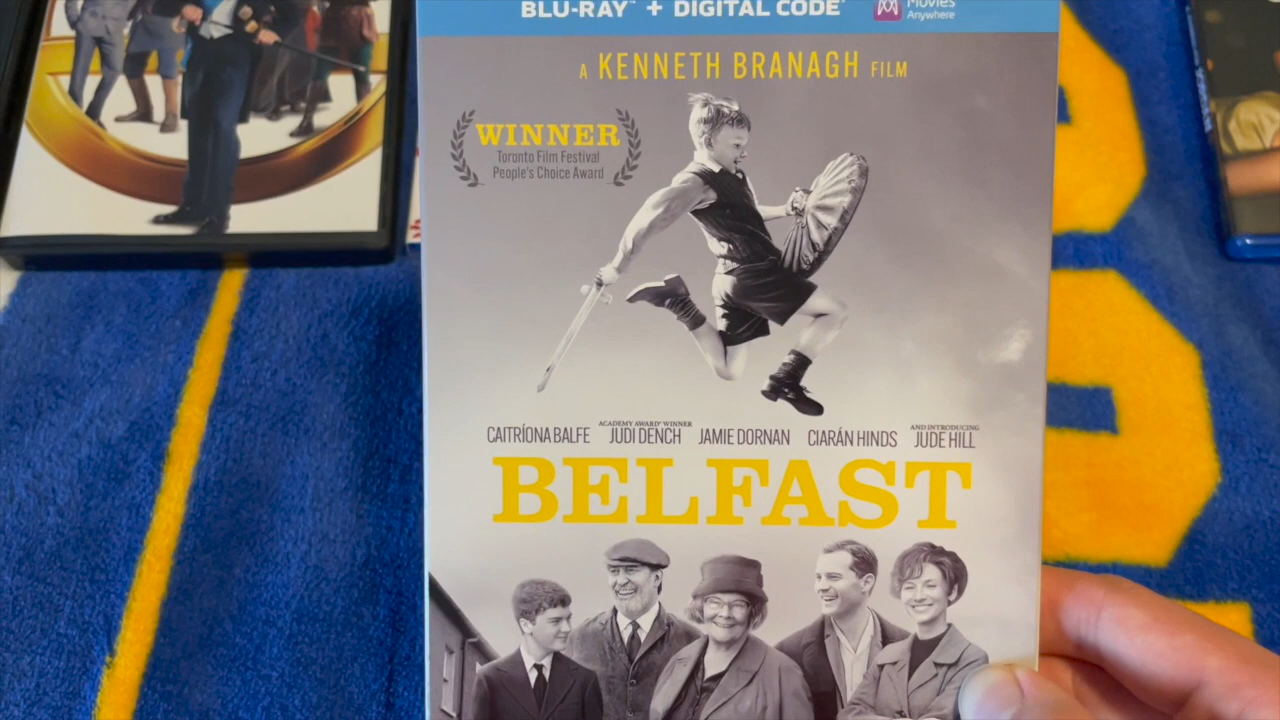 BLU-RAY™ + DIGITAL CODE
Movies
Anywhere
A KENNETH BRANAGH FILM
WINNER
Toronto Film Festival
People's Choice Award
CAITRÍONA BALFE
ACADEMY AWARD® WINNER
JUDI DENCH
JAMIE DORNAN
CIARÁN HINDS
AND INTRODUCING
JUDE HILL
BELFAST